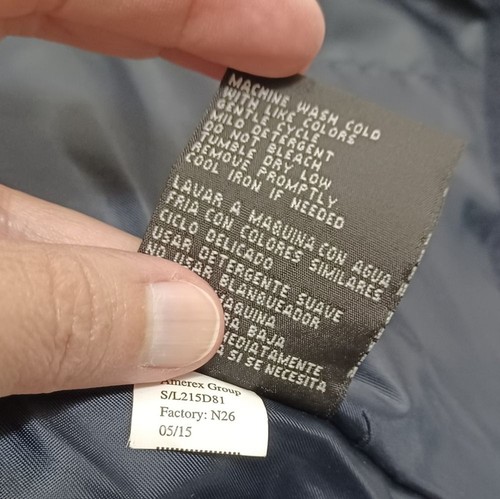 MACHINE WASH COLD
WITH LIKE COLORS
GENTLE CYCLE
MILD DETERGENT
DO NOT BLEACH
TUMBLE DRY LOW
REMOVE PROMPTLY
COOL IRON IF NEEDED
LAVAR A MAQUINA CON AGUA
FRIA CON COLORES SIMILARES
CICLO DELICADO
USAR DETERGENTE SUAVE
NO USAR BLANQUEADOR
MAQUINA
BAJA
A SI SE NECESITA
Amerex Group
S/L215D81
Factory: N26
05/15